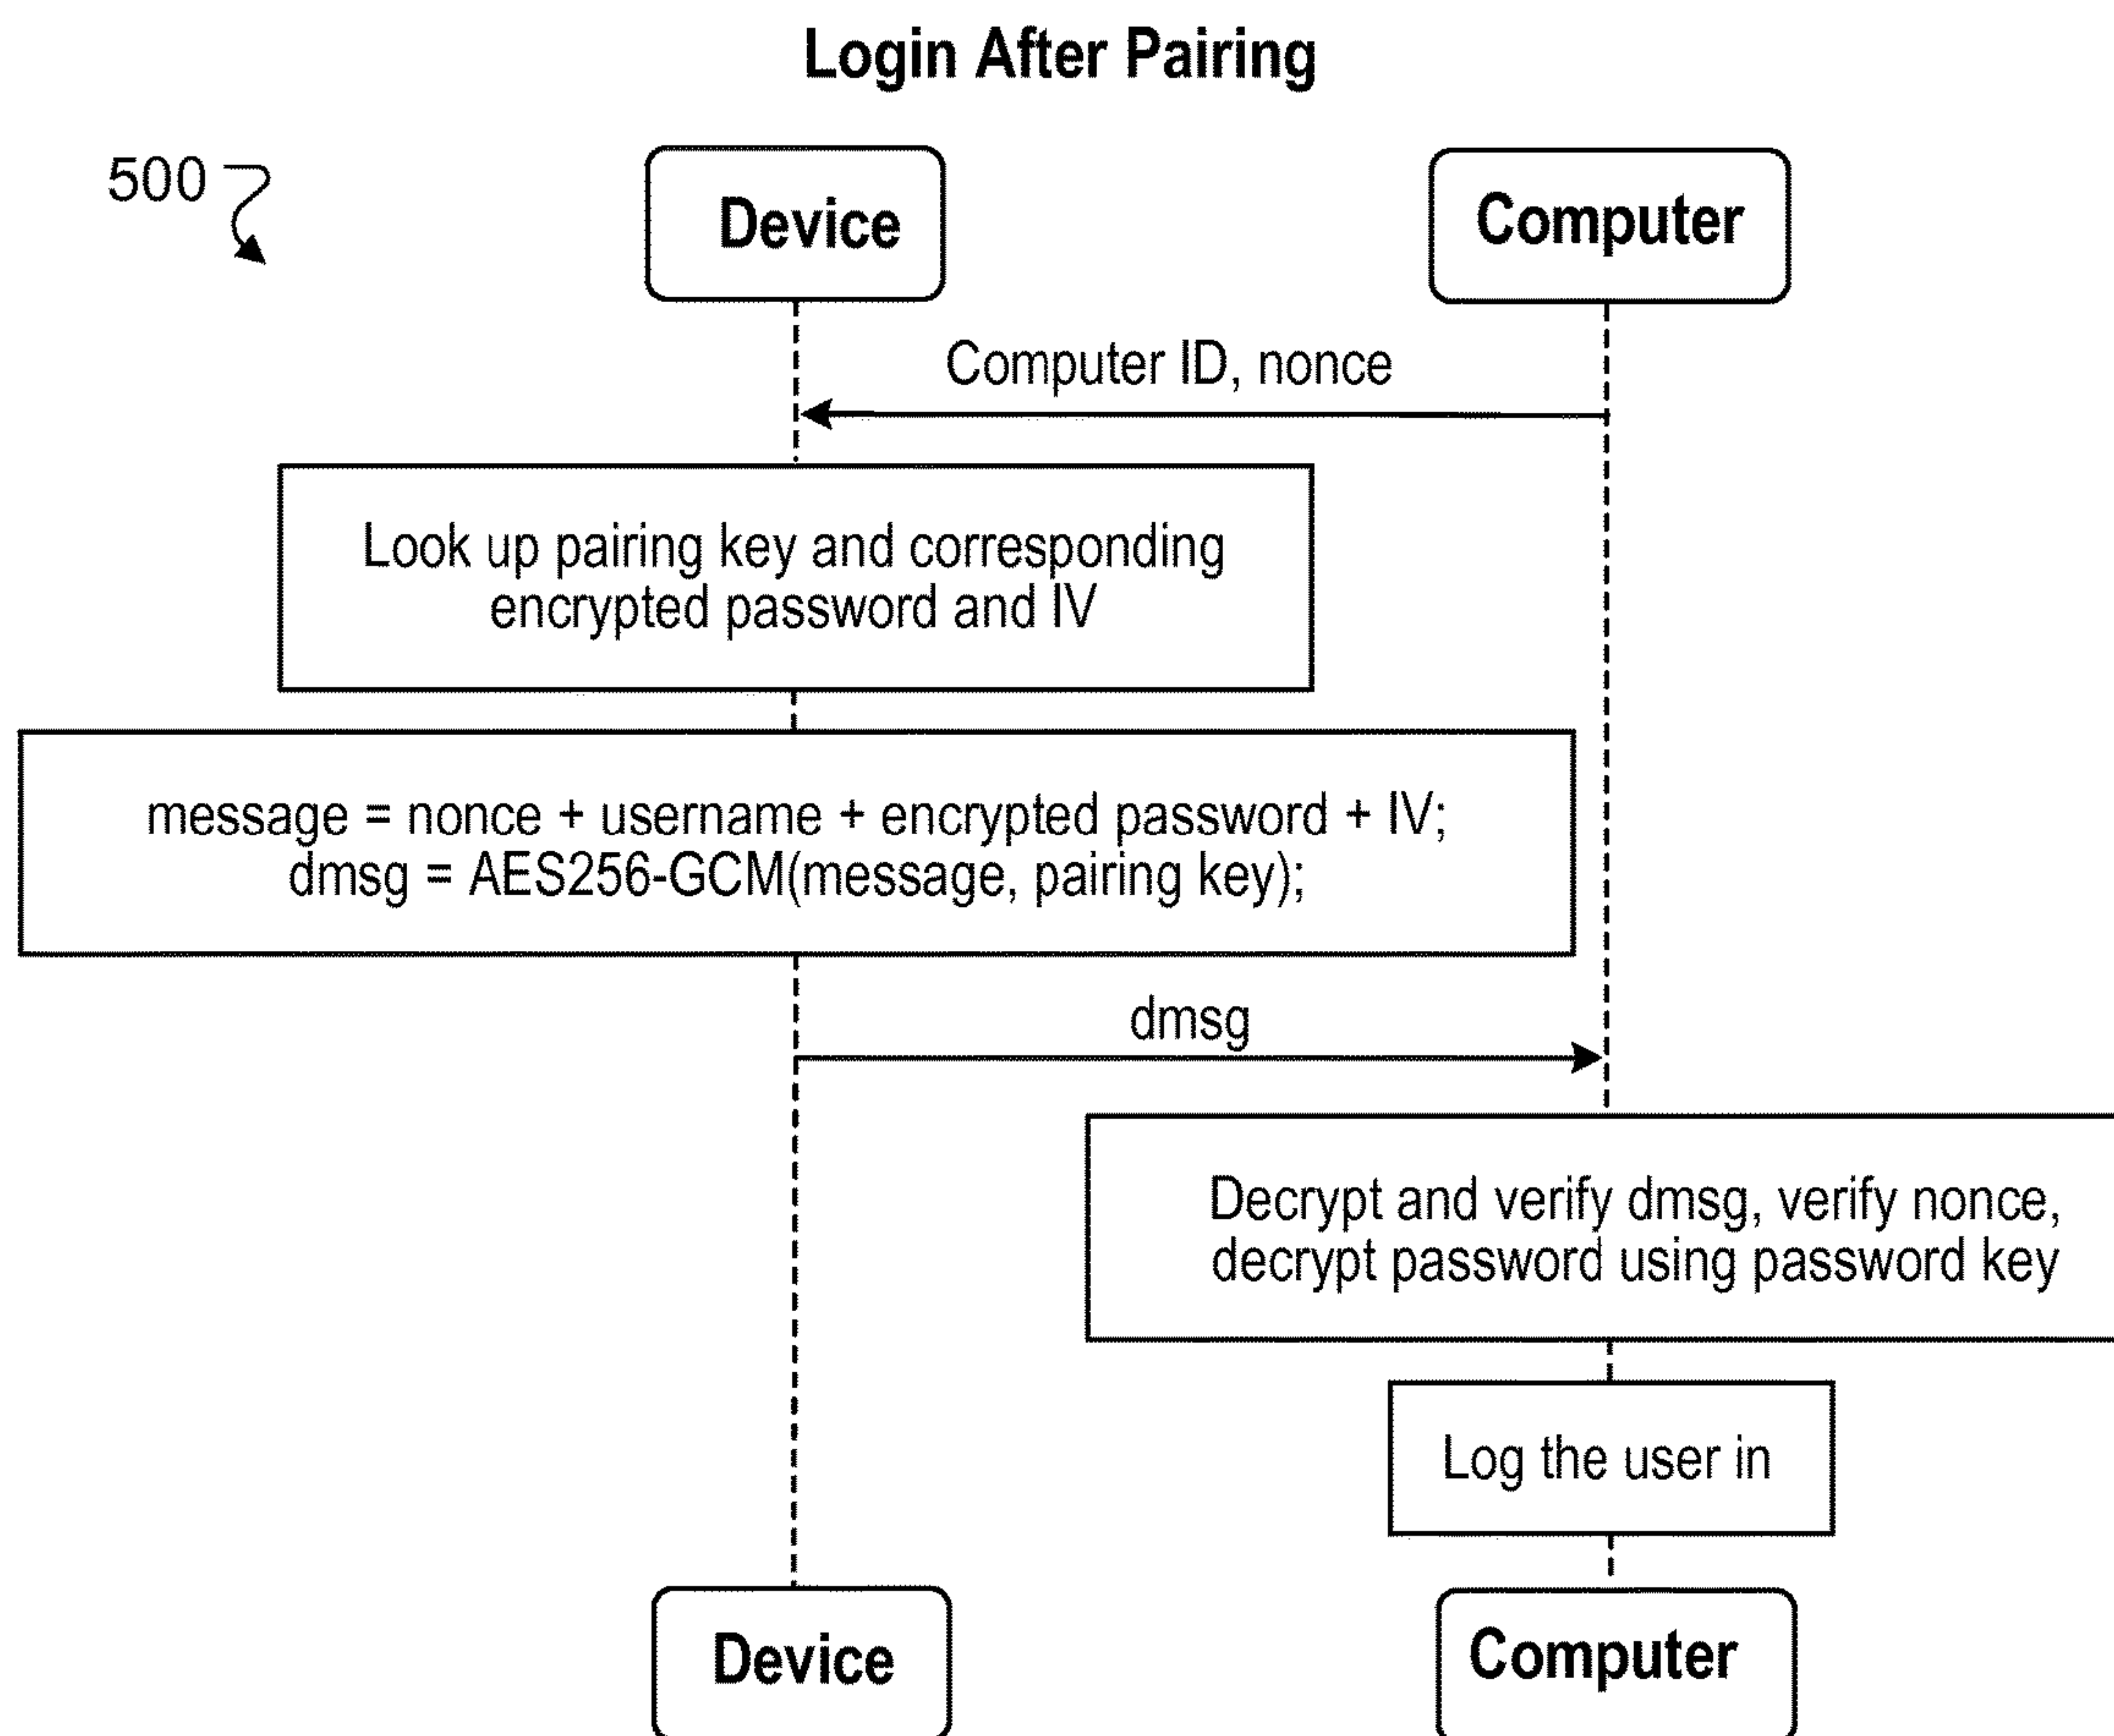 Login After Pairing
500
Device
Computer
Computer ID, nonce
Look up pairing key and corresponding
encrypted password and IV
message = nonce + username + encrypted password + IV;
dmsg = AES256-GCM(message, pairing key);
dmsg
Decrypt and verify dmsg, verify nonce,
decrypt password using password key
Log the user in
Device
Computer